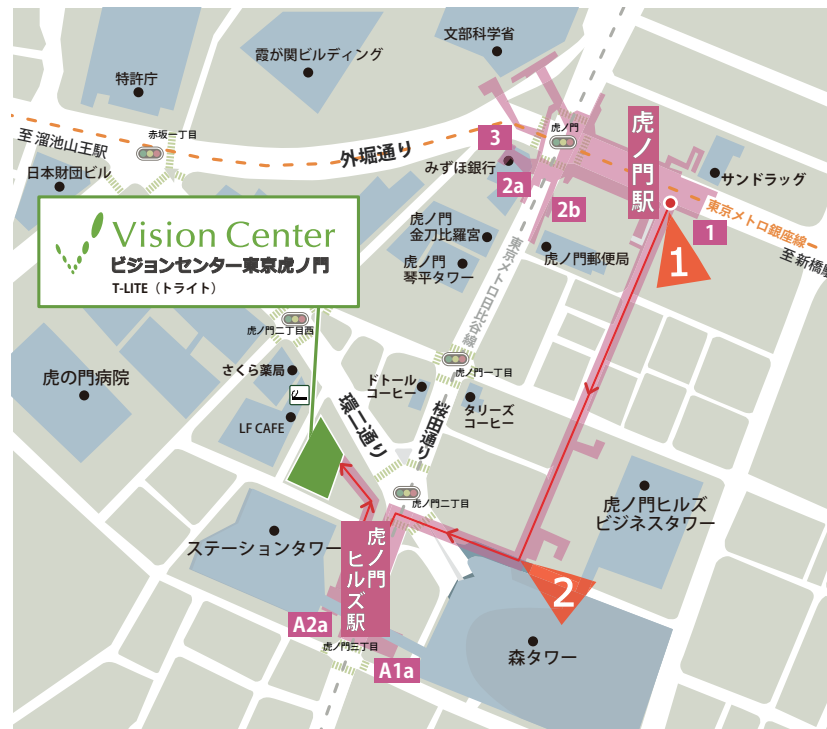 文部科学省
霞が関ビルディング
特許庁
至 溜池山王駅
赤坂一丁目
外堀通り
日本財団ビル
3
虎ノ門
みずほ銀行
2a
2b
虎ノ門駅
サンドラッグ
東京メトロ銀座線
1
至 新橋駅
1
虎ノ門
金刀比羅宮
虎ノ門
琴平タワー
東京メトロ日比谷線
虎ノ門郵便局
Vision Center
ビジョンセンター東京虎ノ門
T-LITE（トライト）
虎ノ門二丁目西
虎の門病院
さくら薬局
LF CAFE
環二通り
ドトール
コーヒー
桜田通り
虎ノ門一丁目
タリーズ
コーヒー
虎ノ門二丁目
虎ノ門ヒルズ
ビジネスタワー
ステーションタワー
虎ノ門
ヒルズ駅
2
A2a
虎ノ門三丁目
A1a
森タワー